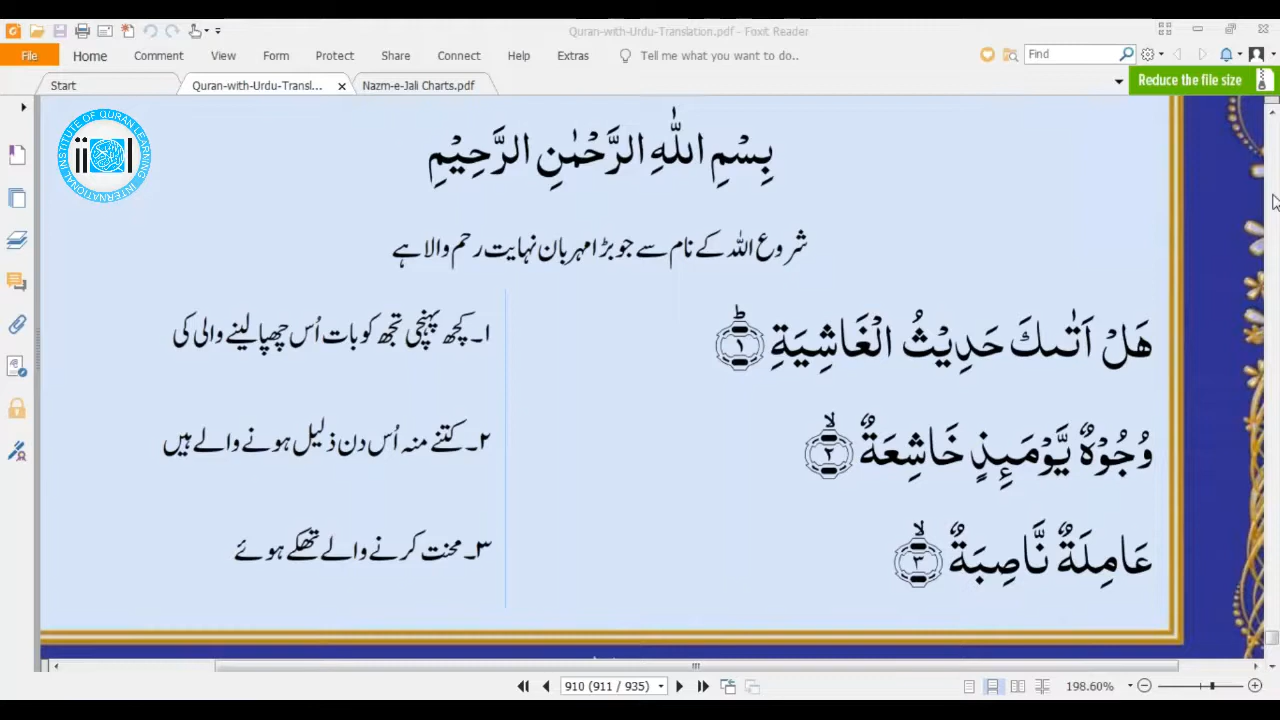 Quran-with-Urdu-Translation.pdf - Foxit Reader
File Home Comment View Form Protect Share Connect Help Extras Tell me what you want to do.. Find
Start Quran-with-Urdu-Transl... Nazm-e-Jali Charts.pdf Reduce the file size
INTERNATIONAL INSTITUTE OF QURAN LEARNING
iiQl
بِسْمِ اللّٰهِ الرَّحْمٰنِ الرَّحِيْمِ
شروع اللہ کے نام سے جو بڑا مہربان نہایت رحم والا ہے
هَلْ اَتٰىكَ حَدِيْثُ الْغَاشِيَةِ ؕ﴿۱﴾
۱۔ کچھ پہنچی تجھ کو بات اُس چھپا لینے والی کی
وُجُوْهٌ يَّوْمَىِٕذٍ خَاشِعَةٌ ۙ﴿۲﴾
۲۔ کتنے منہ اُس دن ذلیل ہونے والے ہیں
عَامِلَةٌ نَّاصِبَةٌ ۙ﴿۳﴾
۳۔ محنت کرنے والے تھکے ہوئے
910 (911 / 935) 198.60%